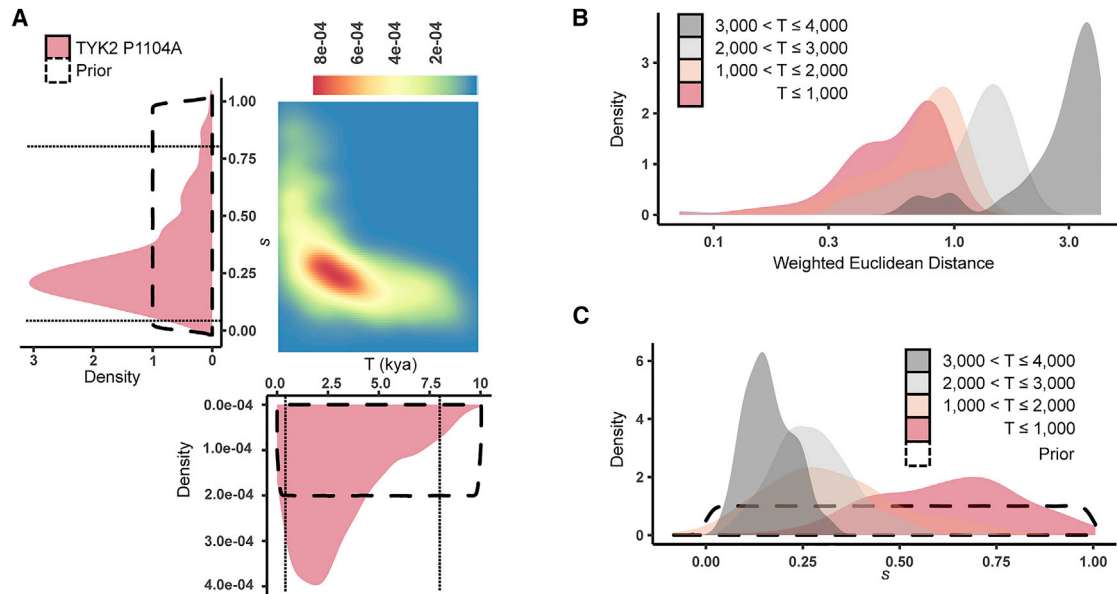 A
TYK2 P1104A
Prior
8e-04
6e-04
4e-04
2e-04
1.00
0.75
0.50
0.25
0.00
s
3
2
1
0
Density
T (kya)
0.0
2.5
5.0
7.5
10
0.0e-04
1.0e-04
2.0e-04
3.0e-04
4.0e-04
Density
B
3,000 < T ≤ 4,000
2,000 < T ≤ 3,000
1,000 < T ≤ 2,000
T ≤ 1,000
3
2
1
0
Density
0.1
0.3
1.0
3.0
Weighted Euclidean Distance
C
3,000 < T ≤ 4,000
2,000 < T ≤ 3,000
1,000 < T ≤ 2,000
T ≤ 1,000
Prior
6
4
2
0
Density
0.00
0.25
0.50
0.75
1.00
s